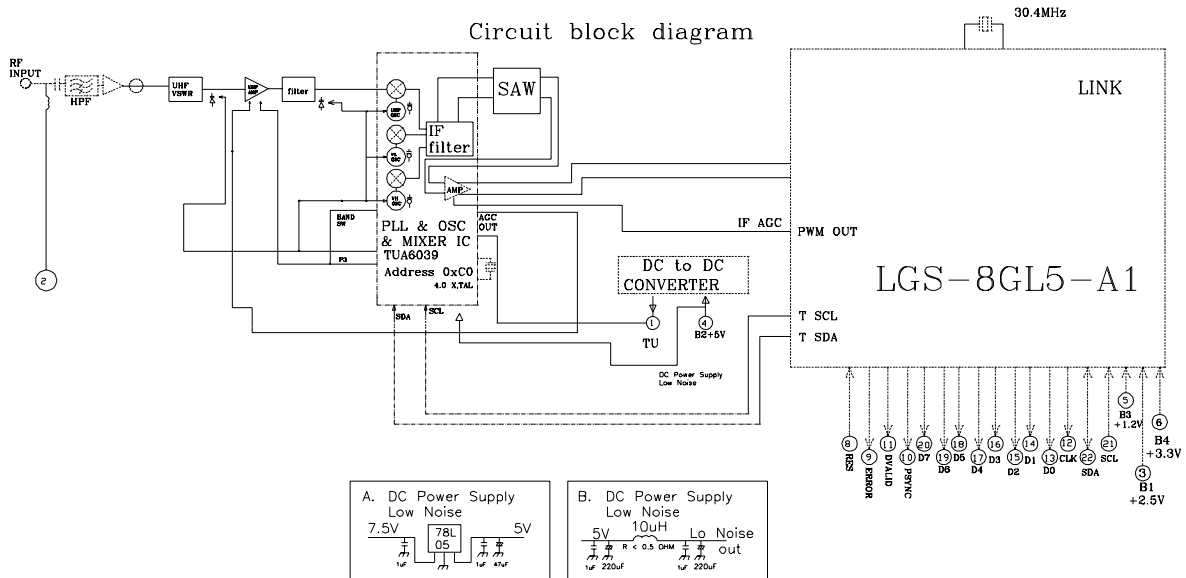 Circuit block diagram
30.4MHz
RF
INPUT
HPF
UHF
VSWR
filter
SAW
IF
filter
AMP
LINK
UHF
OSC
VL
OSC
VH
OSC
BAND
SW
P3
AGC
OUT
PLL & OSC
& MIXER IC
TUA6039
Address 0xC0
4.0 X,TAL
SDA
SCL
IF AGC
PWM OUT
LGS-8GL5-A1
DC to DC
CONVERTER
1
TU
4
B2+5V
DC Power Supply
Low Noise
T SCL
T SDA
2
8
RES
9
ERROR
11
DVALID
10
PSYNC
20
D7
19
D6
18
D5
17
D4
16
D3
15
D2
14
D1
13
D0
12
CLK
22
SDA
21
SCL
5
B3
+1.2V
3
B1
+2.5V
6
B4
+3.3V
A. DC Power Supply
Low Noise
7.5V
78L
05
5V
1uF
1uF
47uF
B. DC Power Supply
Low Noise
5V
10uH
R < 0.5 OHM
Lo Noise
out
1uF
220uF
1uF
220uF